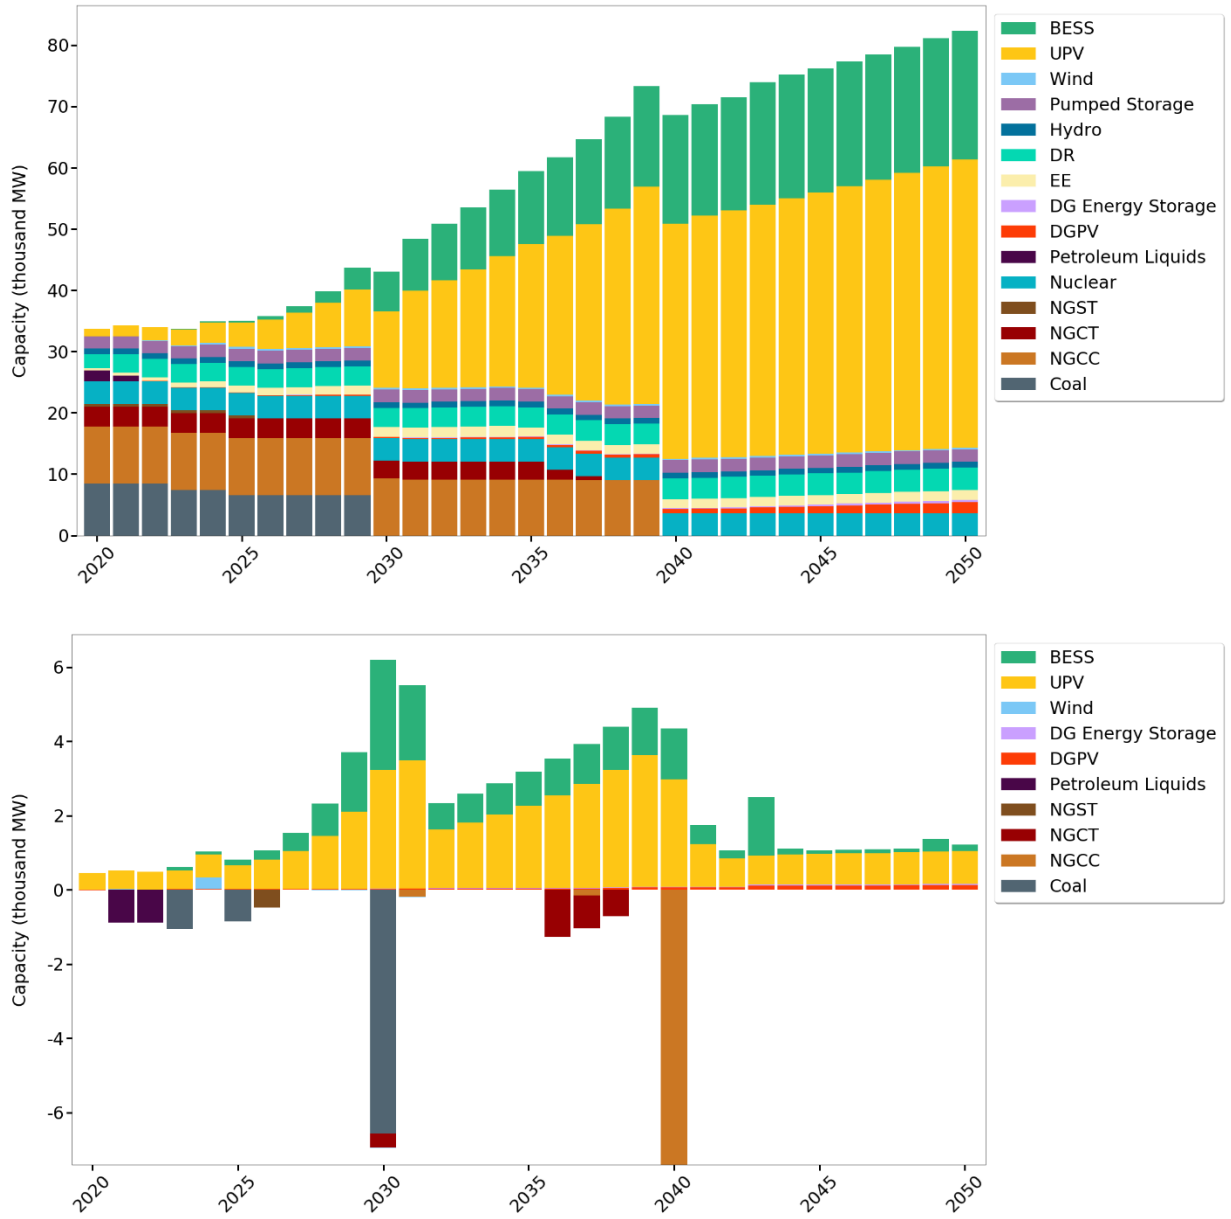 Capacity (thousand MW)
80
70
60
50
40
30
20
10
0
2020
2025
2030
2035
2040
2045
2050
BESS
UPV
Wind
Pumped Storage
Hydro
DR
EE
DG Energy Storage
DGPV
Petroleum Liquids
Nuclear
NGST
NGCT
NGCC
Coal
Capacity (thousand MW)
6
4
2
0
-2
-4
-6
2020
2025
2030
2035
2040
2045
2050
BESS
UPV
Wind
DG Energy Storage
DGPV
Petroleum Liquids
NGST
NGCT
NGCC
Coal